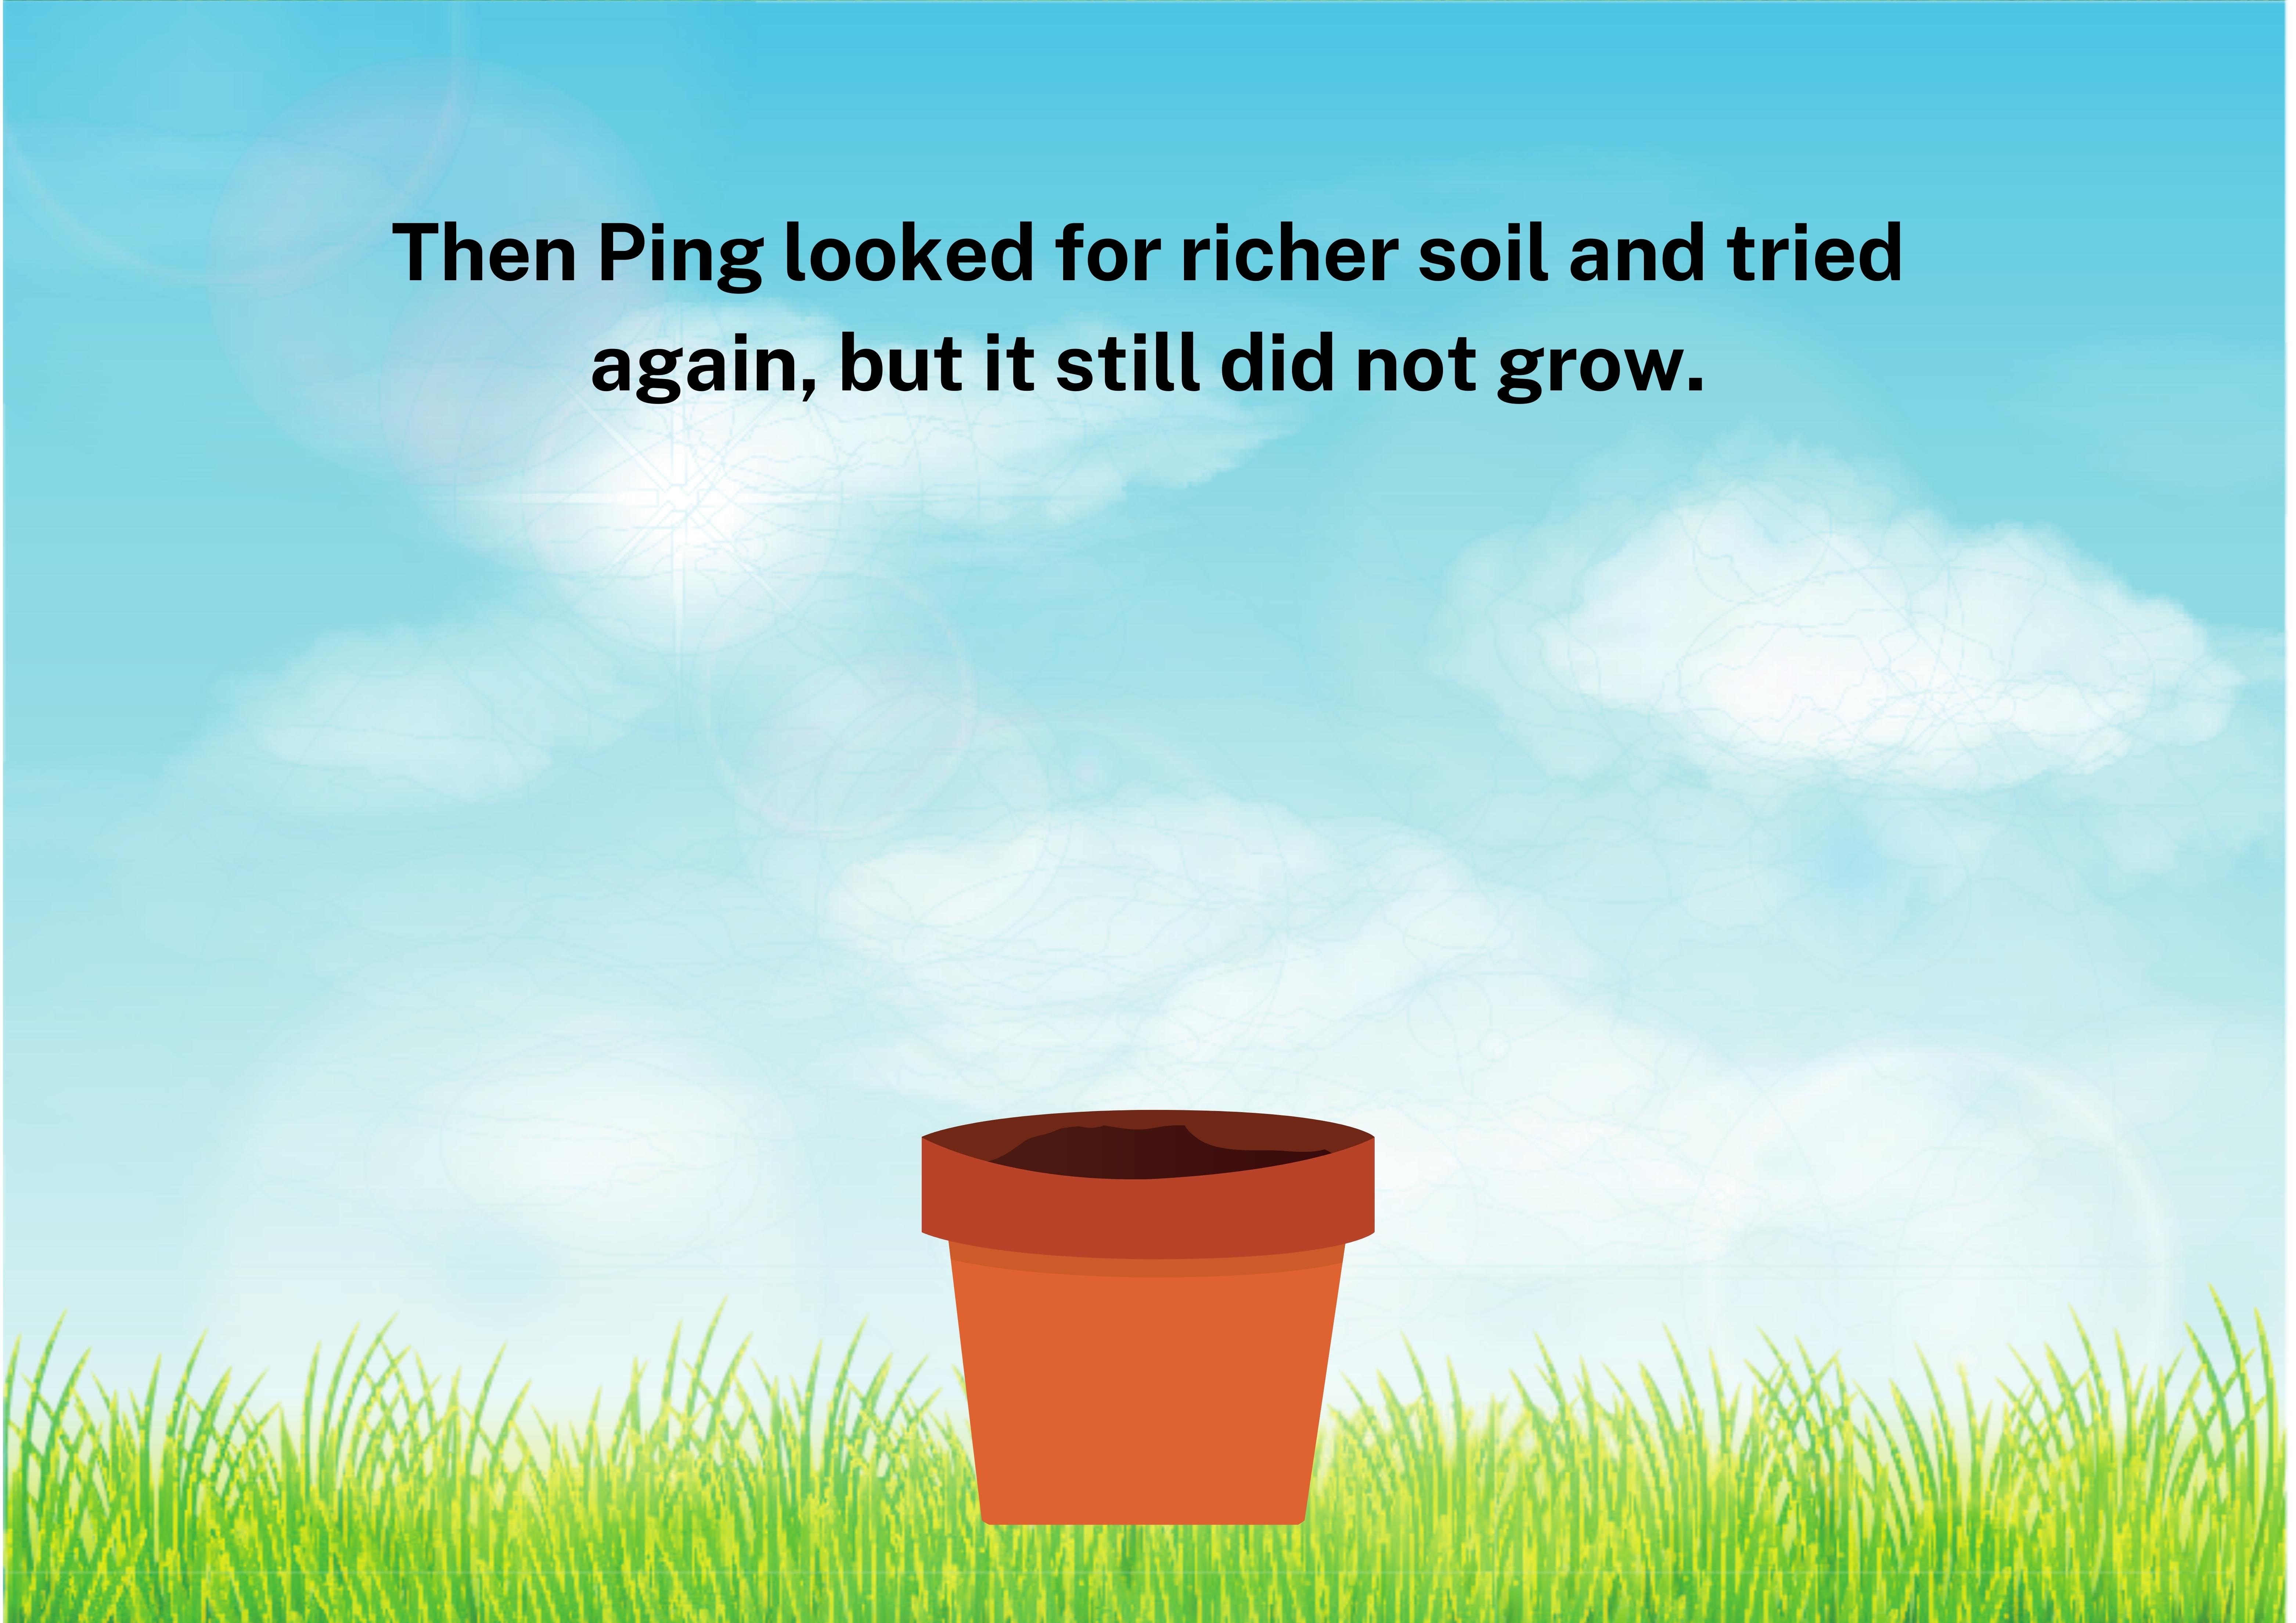 Then Ping looked for richer soil and tried
again, but it still did not grow.